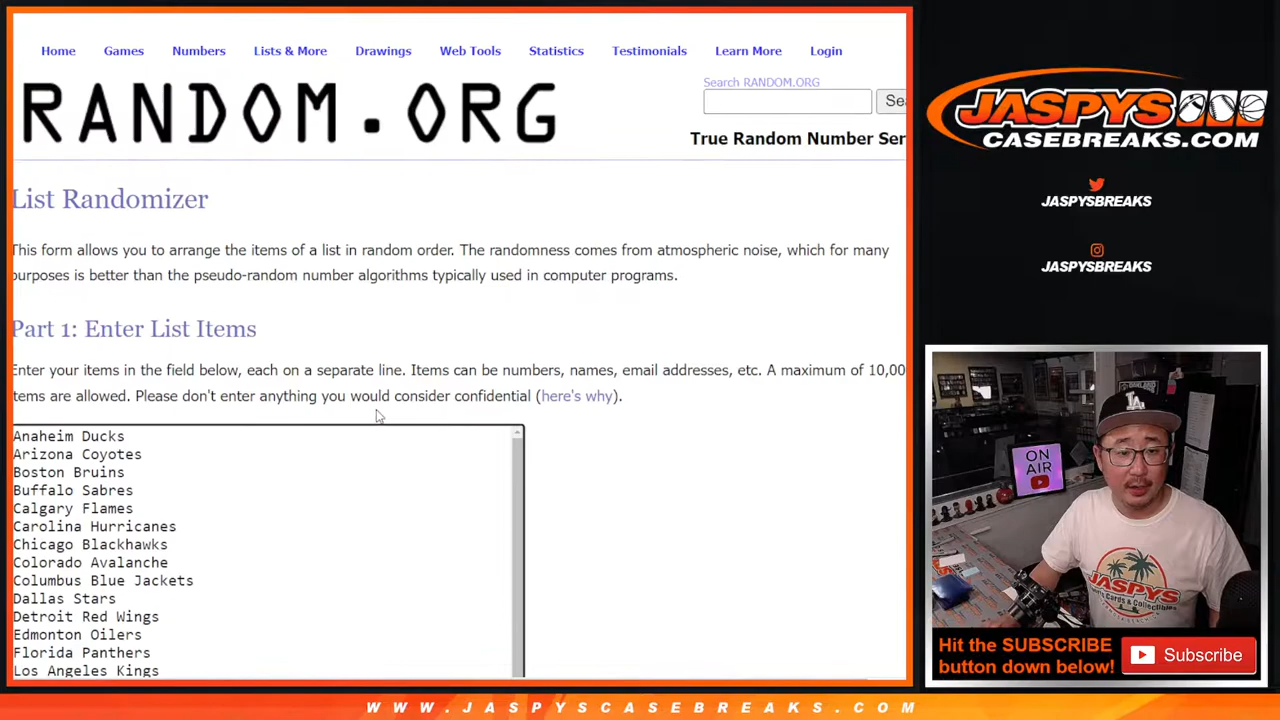 Home Games Numbers Lists & More Drawings Web Tools Statistics Testimonials Learn More Login
RANDOM.ORG
Search RANDOM.ORG
Sea
True Random Number Ser
List Randomizer
This form allows you to arrange the items of a list in random order. The randomness comes from atmospheric noise, which for many
purposes is better than the pseudo-random number algorithms typically used in computer programs.
Part 1: Enter List Items
Enter your items in the field below, each on a separate line. Items can be numbers, names, email addresses, etc. A maximum of 10,00
items are allowed. Please don't enter anything you would consider confidential (here's why).
Anaheim Ducks
Arizona Coyotes
Boston Bruins
Buffalo Sabres
Calgary Flames
Carolina Hurricanes
Chicago Blackhawks
Colorado Avalanche
Columbus Blue Jackets
Dallas Stars
Detroit Red Wings
Edmonton Oilers
Florida Panthers
Los Angeles Kings
JASPYS
CASEBREAKS.COM
JASPYSBREAKS
JASPYSBREAKS
ON
AIR
LA
JASPYS
Hit the SUBSCRIBE
button down below!
Subscribe
WWW.JASPYSCASEBREAKS.COM